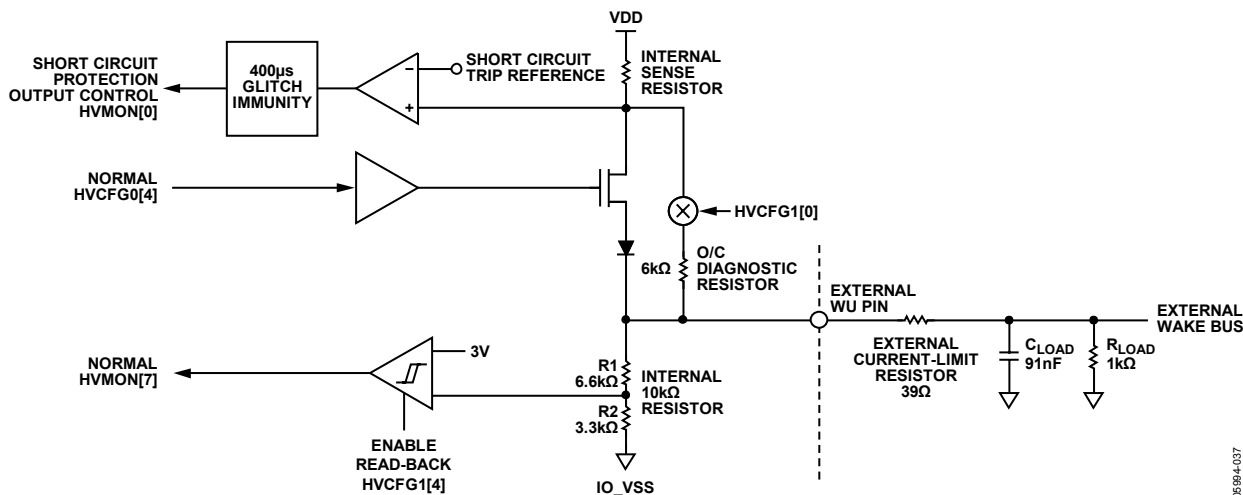 VDD
SHORT CIRCUIT
PROTECTION
OUTPUT CONTROL
HVMON[0]
400µs
GLITCH
IMMUNITY
–
+
SHORT CIRCUIT
TRIP REFERENCE
INTERNAL
SENSE
RESISTOR
NORMAL
HVCFG0[4]
HVCFG1[0]
6kΩ
O/C
DIAGNOSTIC
RESISTOR
EXTERNAL
WU PIN
EXTERNAL
WAKE BUS
EXTERNAL
CURRENT-LIMIT
RESISTOR
39Ω
CLOAD
91nF
RLOAD
1kΩ
NORMAL
HVMON[7]
3V
R1
6.6kΩ
INTERNAL
10kΩ
RESISTOR
R2
3.3kΩ
ENABLE
READ-BACK
HVCFG1[4]
IO_VSS
05994-037